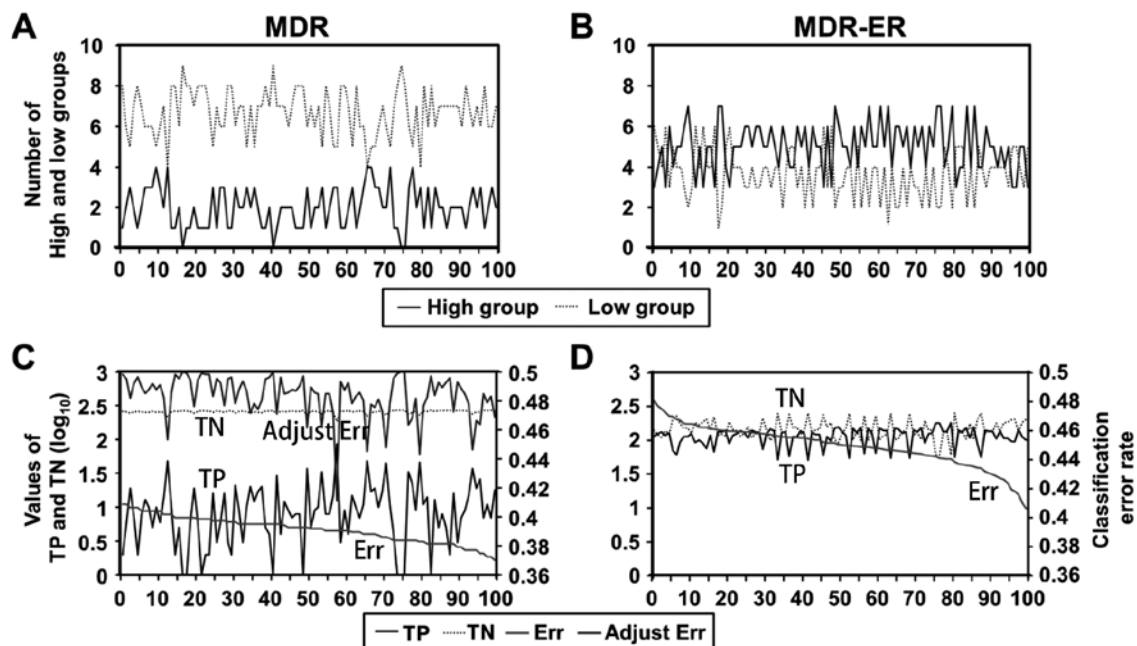 A
MDR
B
MDR-ER
Number of
High and low groups
10
8
6
4
2
0
0 10 20 30 40 50 60 70 80 90 100
10
8
6
4
2
0
0 10 20 30 40 50 60 70 80 90 100
High group Low group
C
Values of
TP and TN (log10)
3
2.5
2
1.5
1
0.5
0
TN
Adjust Err
TP
Err
0.5
0.48
0.46
0.44
0.42
0.4
0.38
0.36
0 10 20 30 40 50 60 70 80 90 100
D
3
2.5
2
1.5
1
0.5
0
TN
TP
Err
0.5
0.48
0.46
0.44
0.42
0.4
0.38
0.36
Classification
error rate
0 10 20 30 40 50 60 70 80 90 100
TP TN Err Adjust Err